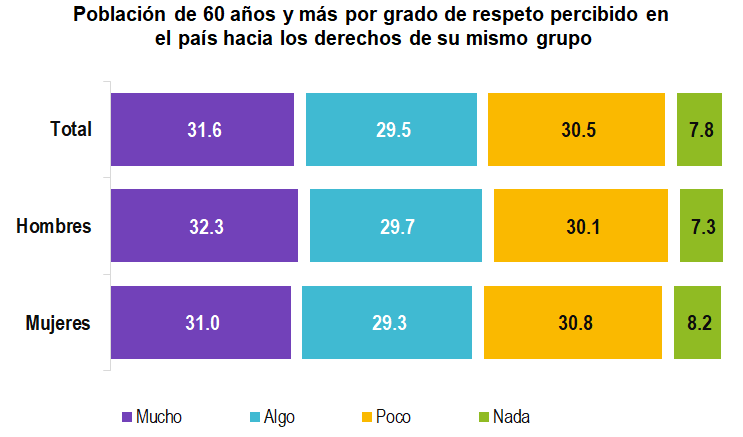 Población de 60 años y más por grado de respeto percibido en
el país hacia los derechos de su mismo grupo
Total 31.6 29.5 30.5 7.8
Hombres 32.3 29.7 30.1 7.3
Mujeres 31.0 29.3 30.8 8.2
Mucho Algo Poco Nada